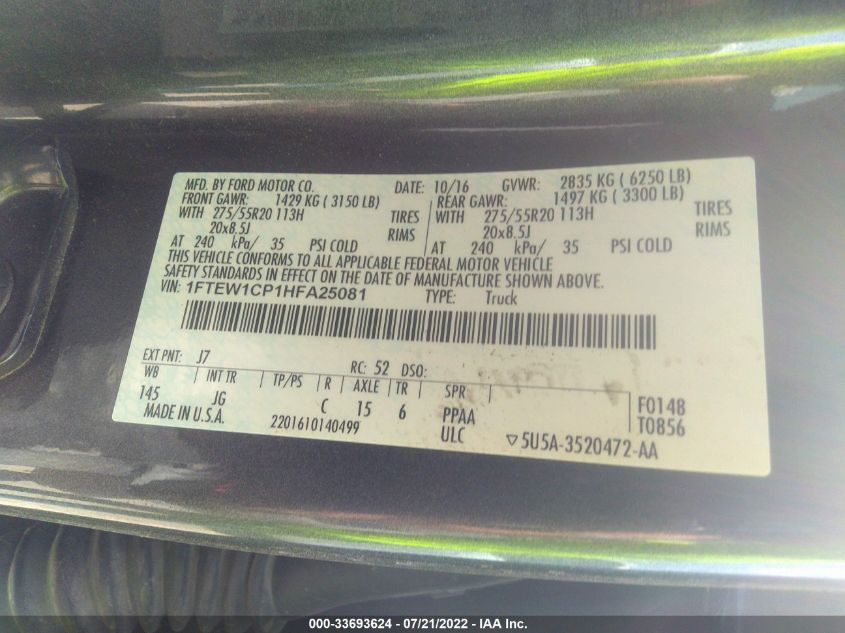 MFD. BY FORD MOTOR CO. DATE: 10/16 GVWR: 2835 KG ( 6250 LB)
FRONT GAWR: 1429 KG ( 3150 LB) REAR GAWR: 1497 KG ( 3300 LB)
WITH 275/55R20 113H TIRES WITH 275/55R20 113H TIRES
20x8.5J RIMS 20x8.5J RIMS
AT 240 kPa/ 35 PSI COLD AT 240 kPa/ 35 PSI COLD
THIS VEHICLE CONFORMS TO ALL APPLICABLE FEDERAL MOTOR VEHICLE
SAFETY STANDARDS IN EFFECT ON THE DATE OF MANUFACTURE SHOWN ABOVE.
VIN: 1FTEW1CP1HFA25081 TYPE: Truck
EXT PNT: J7 RC: 52 DSO:
WB INT TR TP/PS R AXLE TR SPR
145 JG C 15 6 PPAA F0148
MADE IN U.S.A. 2201610140499 ULC T0856
▽5U5A-3520472-AA
000-33693624 / 07/21/2022 - IAA Inc.